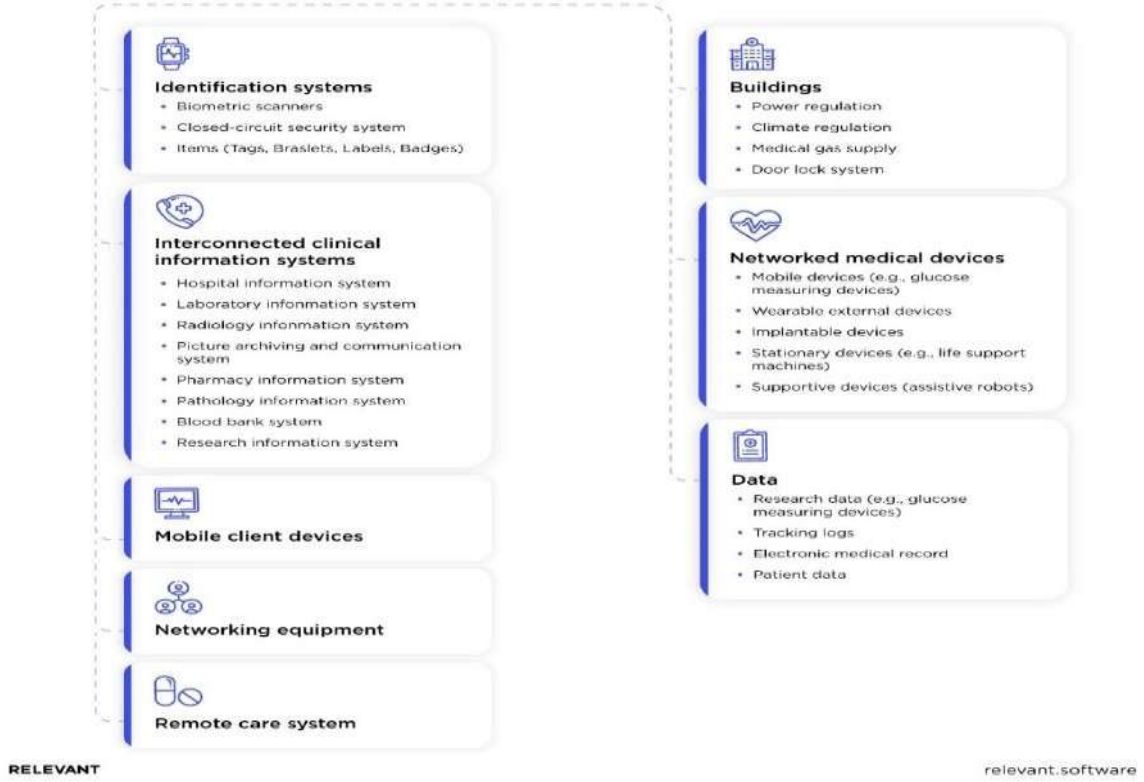 Identification systems
• Biometric scanners
• Closed-circuit security system
• Items (Tags, Braslets, Labels, Badges)
Interconnected clinical
information systems
• Hospital information system
• Laboratory infonmation system
• Radiology infonmation system
• Picture archiving and communication
system
• Pharmacy information system
• Pathology information system
• Blood bank system
• Research information system
Mobile client devices
Networking equipment
Remote care system
Buildings
• Power regulation
• Climate regulation
• Medical gas supply
• Door lock system
Networked medical devices
• Mobile devices (e.g., glucose
measuring devices)
• Wearable external devices
• Implantable devices
• Stationary devices (e.g., life support
machines)
• Supportive devices (assistive robots)
Data
• Research data (e.g., glucose
measuring devices)
• Tracking logs
• Electronic medical record
• Patient data
RELEVANT
relevant.software